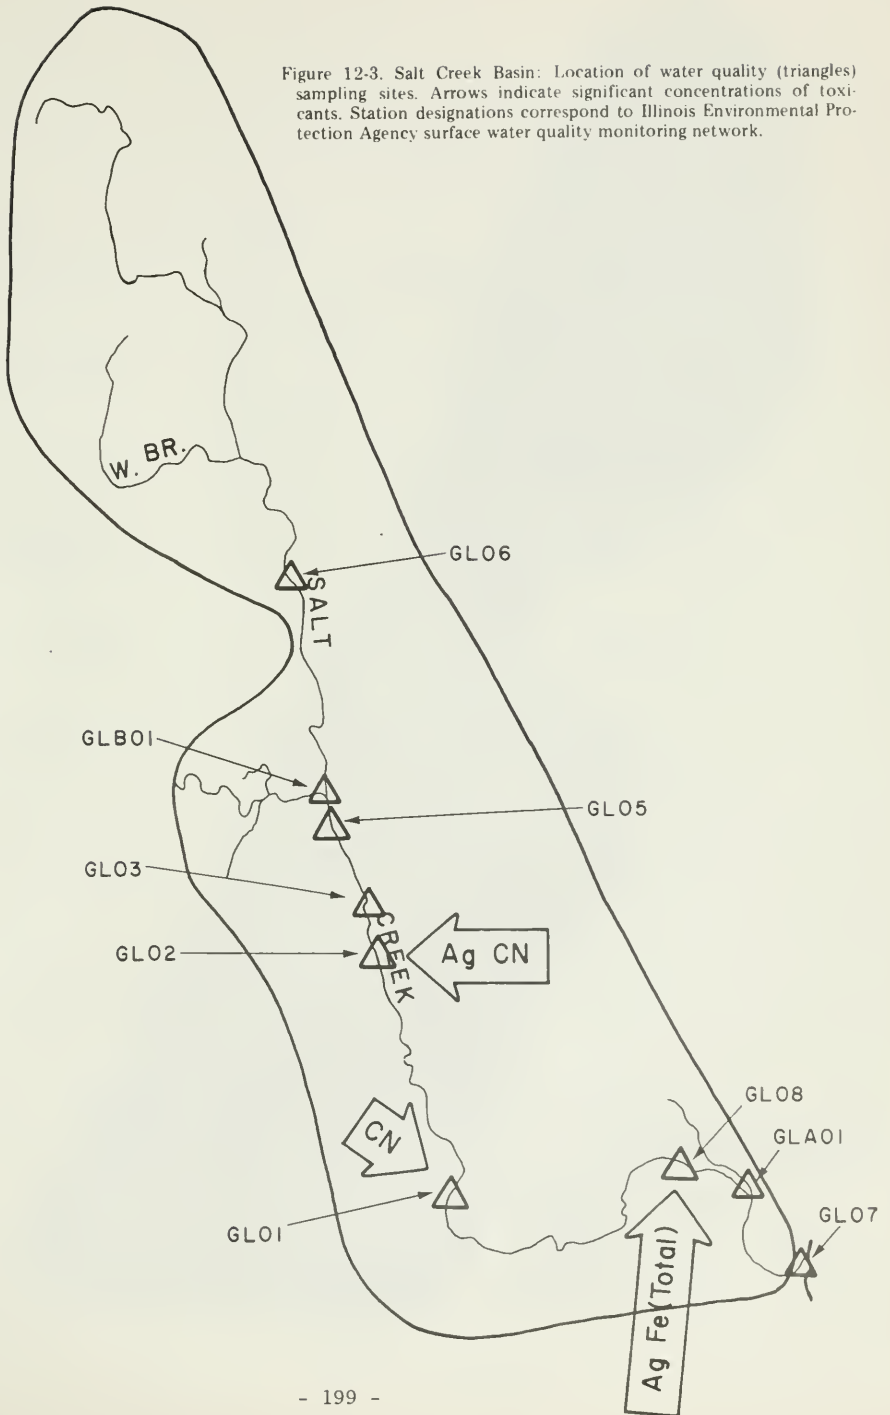 Figure 12-3. Salt Creek Basin: Location of water quality (triangles)
sampling sites. Arrows indicate significant concentrations of toxi-
cants. Station designations correspond to Illinois Environmental Pro-
tection Agency surface water quality monitoring network.
W. BR.
GL06
SALT
GLB01
GL05
GL03
CREEK
GL02
Ag CN
CN
GL08
GLA01
GL01
GL07
Ag Fe (Total)
- 199 -